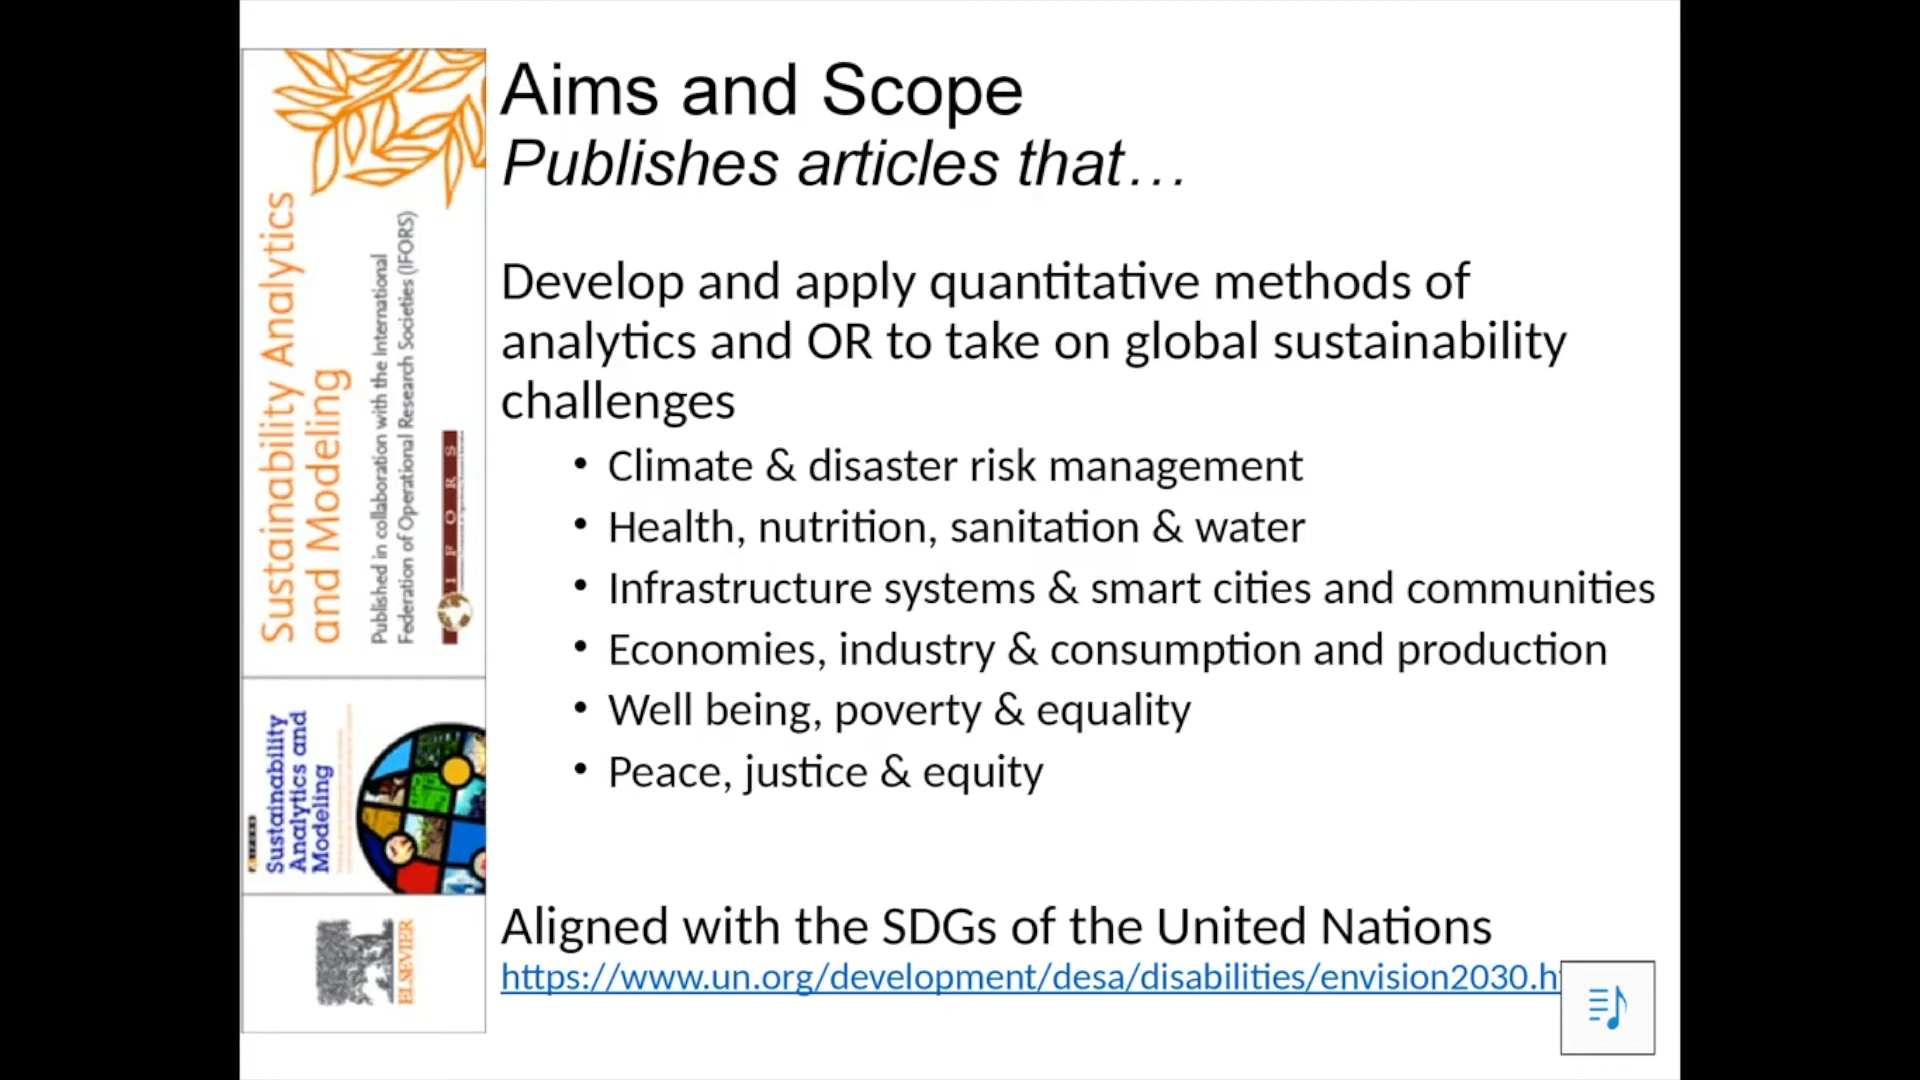 Aims and Scope
Publishes articles that…
Develop and apply quantitative methods of
analytics and OR to take on global sustainability
challenges
• Climate & disaster risk management
• Health, nutrition, sanitation & water
• Infrastructure systems & smart cities and communities
• Economies, industry & consumption and production
• Well being, poverty & equality
• Peace, justice & equity
Aligned with the SDGs of the United Nations
https://www.un.org/development/desa/disabilities/envision2030.h
Sustainability Analytics
and Modeling
Published in collaboration with the International
Federation of Operational Research Societies (IFORS)
IFORS
Sustainability
Analytics and
Modeling
ELSEVIER